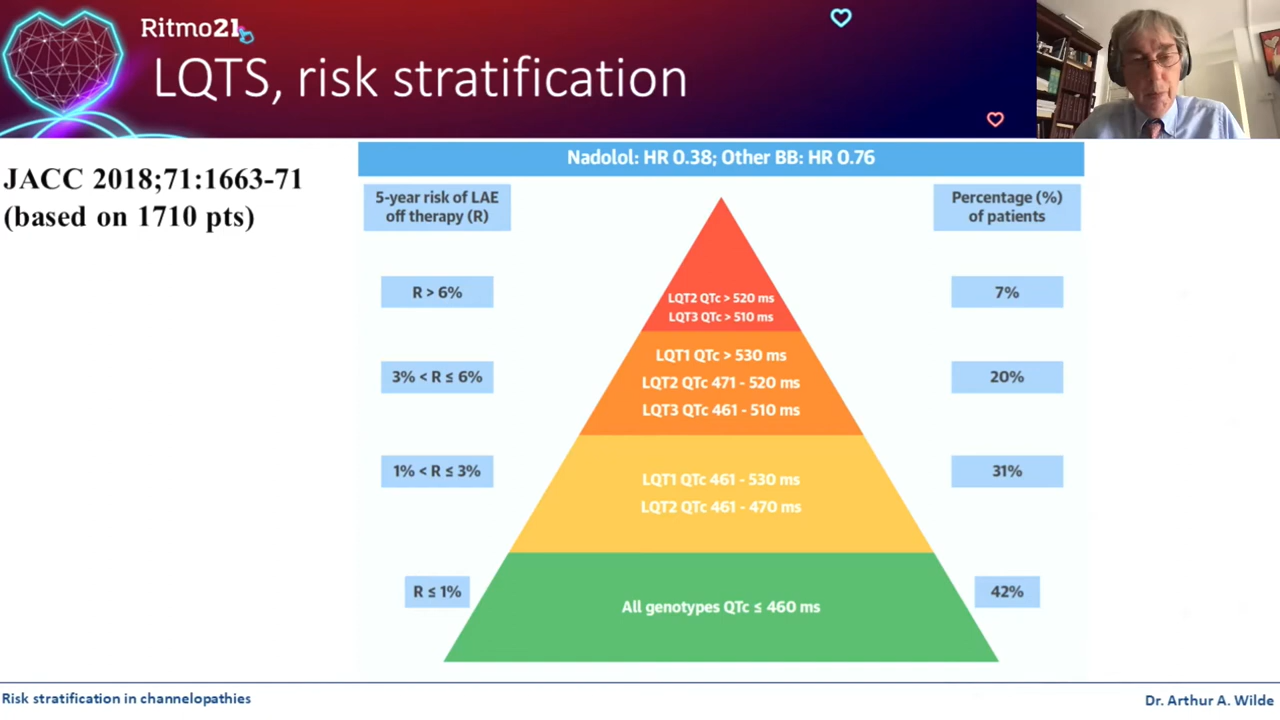 Ritmo21
LQTS, risk stratification
JACC 2018;71:1663-71
(based on 1710 pts)
Nadolol: HR 0.38; Other BB: HR 0.76
5-year risk of LAE
off therapy (R)
Percentage (%)
of patients
R > 6%
LQT2 QTc > 520 ms
LQT3 QTc > 510 ms
7%
3% < R ≤ 6%
LQT1 QTc > 530 ms
LQT2 QTc 471 - 520 ms
LQT3 QTc 461 - 510 ms
20%
1% < R ≤ 3%
LQT1 QTc 461 - 530 ms
LQT2 QTc 461 - 470 ms
31%
R ≤ 1%
All genotypes QTc ≤ 460 ms
42%
Risk stratification in channelopathies
Dr. Arthur A. Wilde